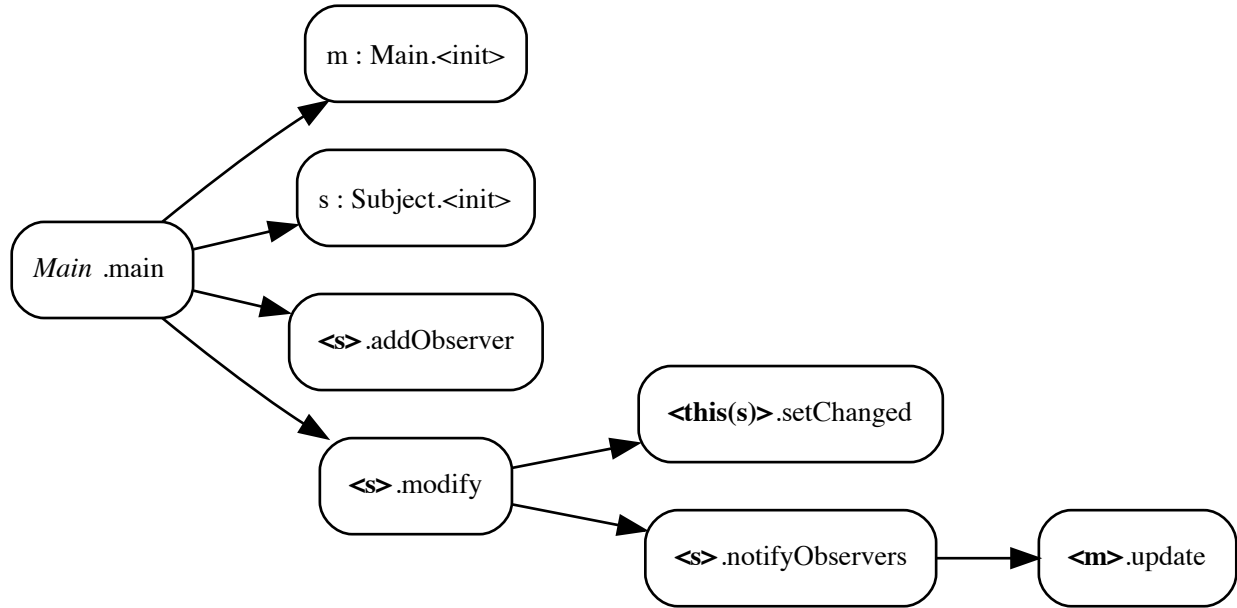 m : Main.<init>
s : Subject.<init>
Main .main
<s>.addObserver
<this(s)>.setChanged
<s>.modify
<s>.notifyObservers
<m>.update